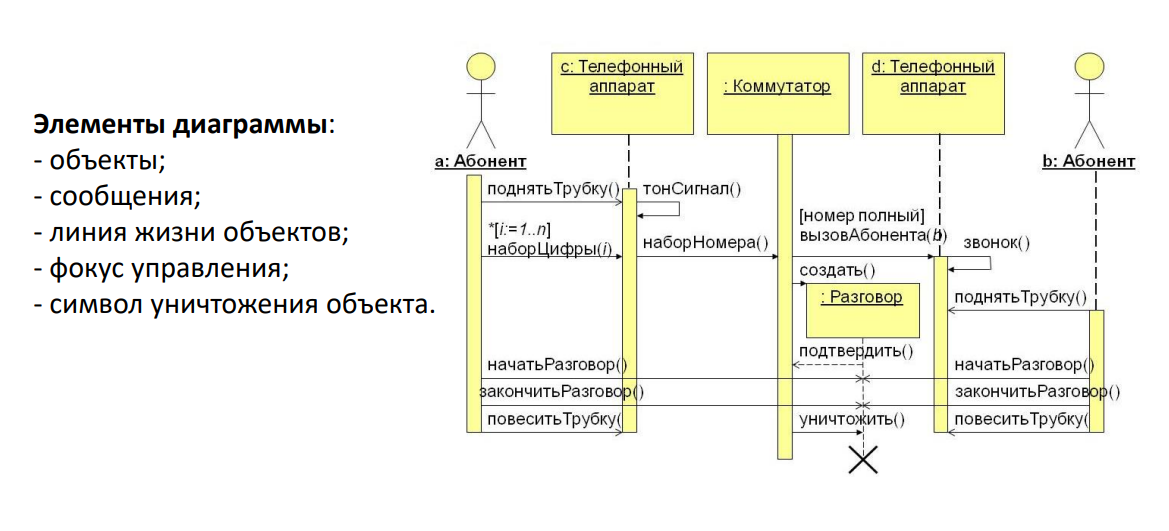 Элементы диаграммы:
- объекты;
- сообщения;
- линия жизни объектов;
- фокус управления;
- символ уничтожения объекта.
a: Абонент
c: Телефонный
аппарат
: Коммутатор
d: Телефонный
аппарат
b: Абонент
поднятьТрубку()
тонСигнал()
*[i:=1..n]
наборЦифры(i)
наборНомера()
[номер полный]
вызовАбонента(b)
звонок()
создать()
: Разговор
поднятьТрубку()
подтвердить()
начатьРазговор()
начатьРазговор()
закончитьРазговор()
закончитьРазговор()
повеситьТрубку(
уничтожить()
повеситьТрубку(